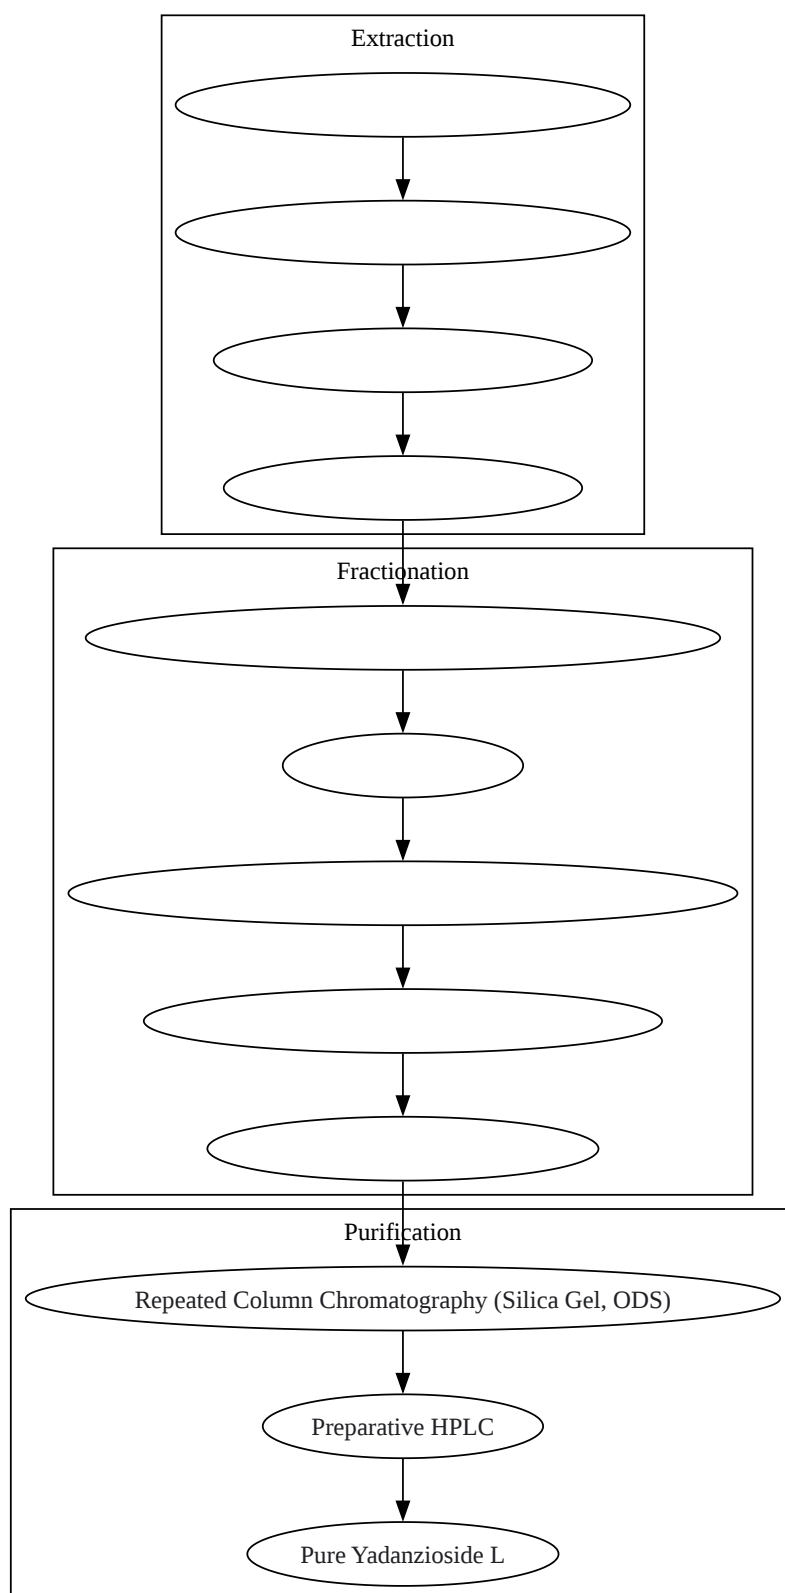 Extraction
Fractionation
Purification
Repeated Column Chromatography (Silica Gel, ODS)
Preparative HPLC
Pure Yadanzioside L